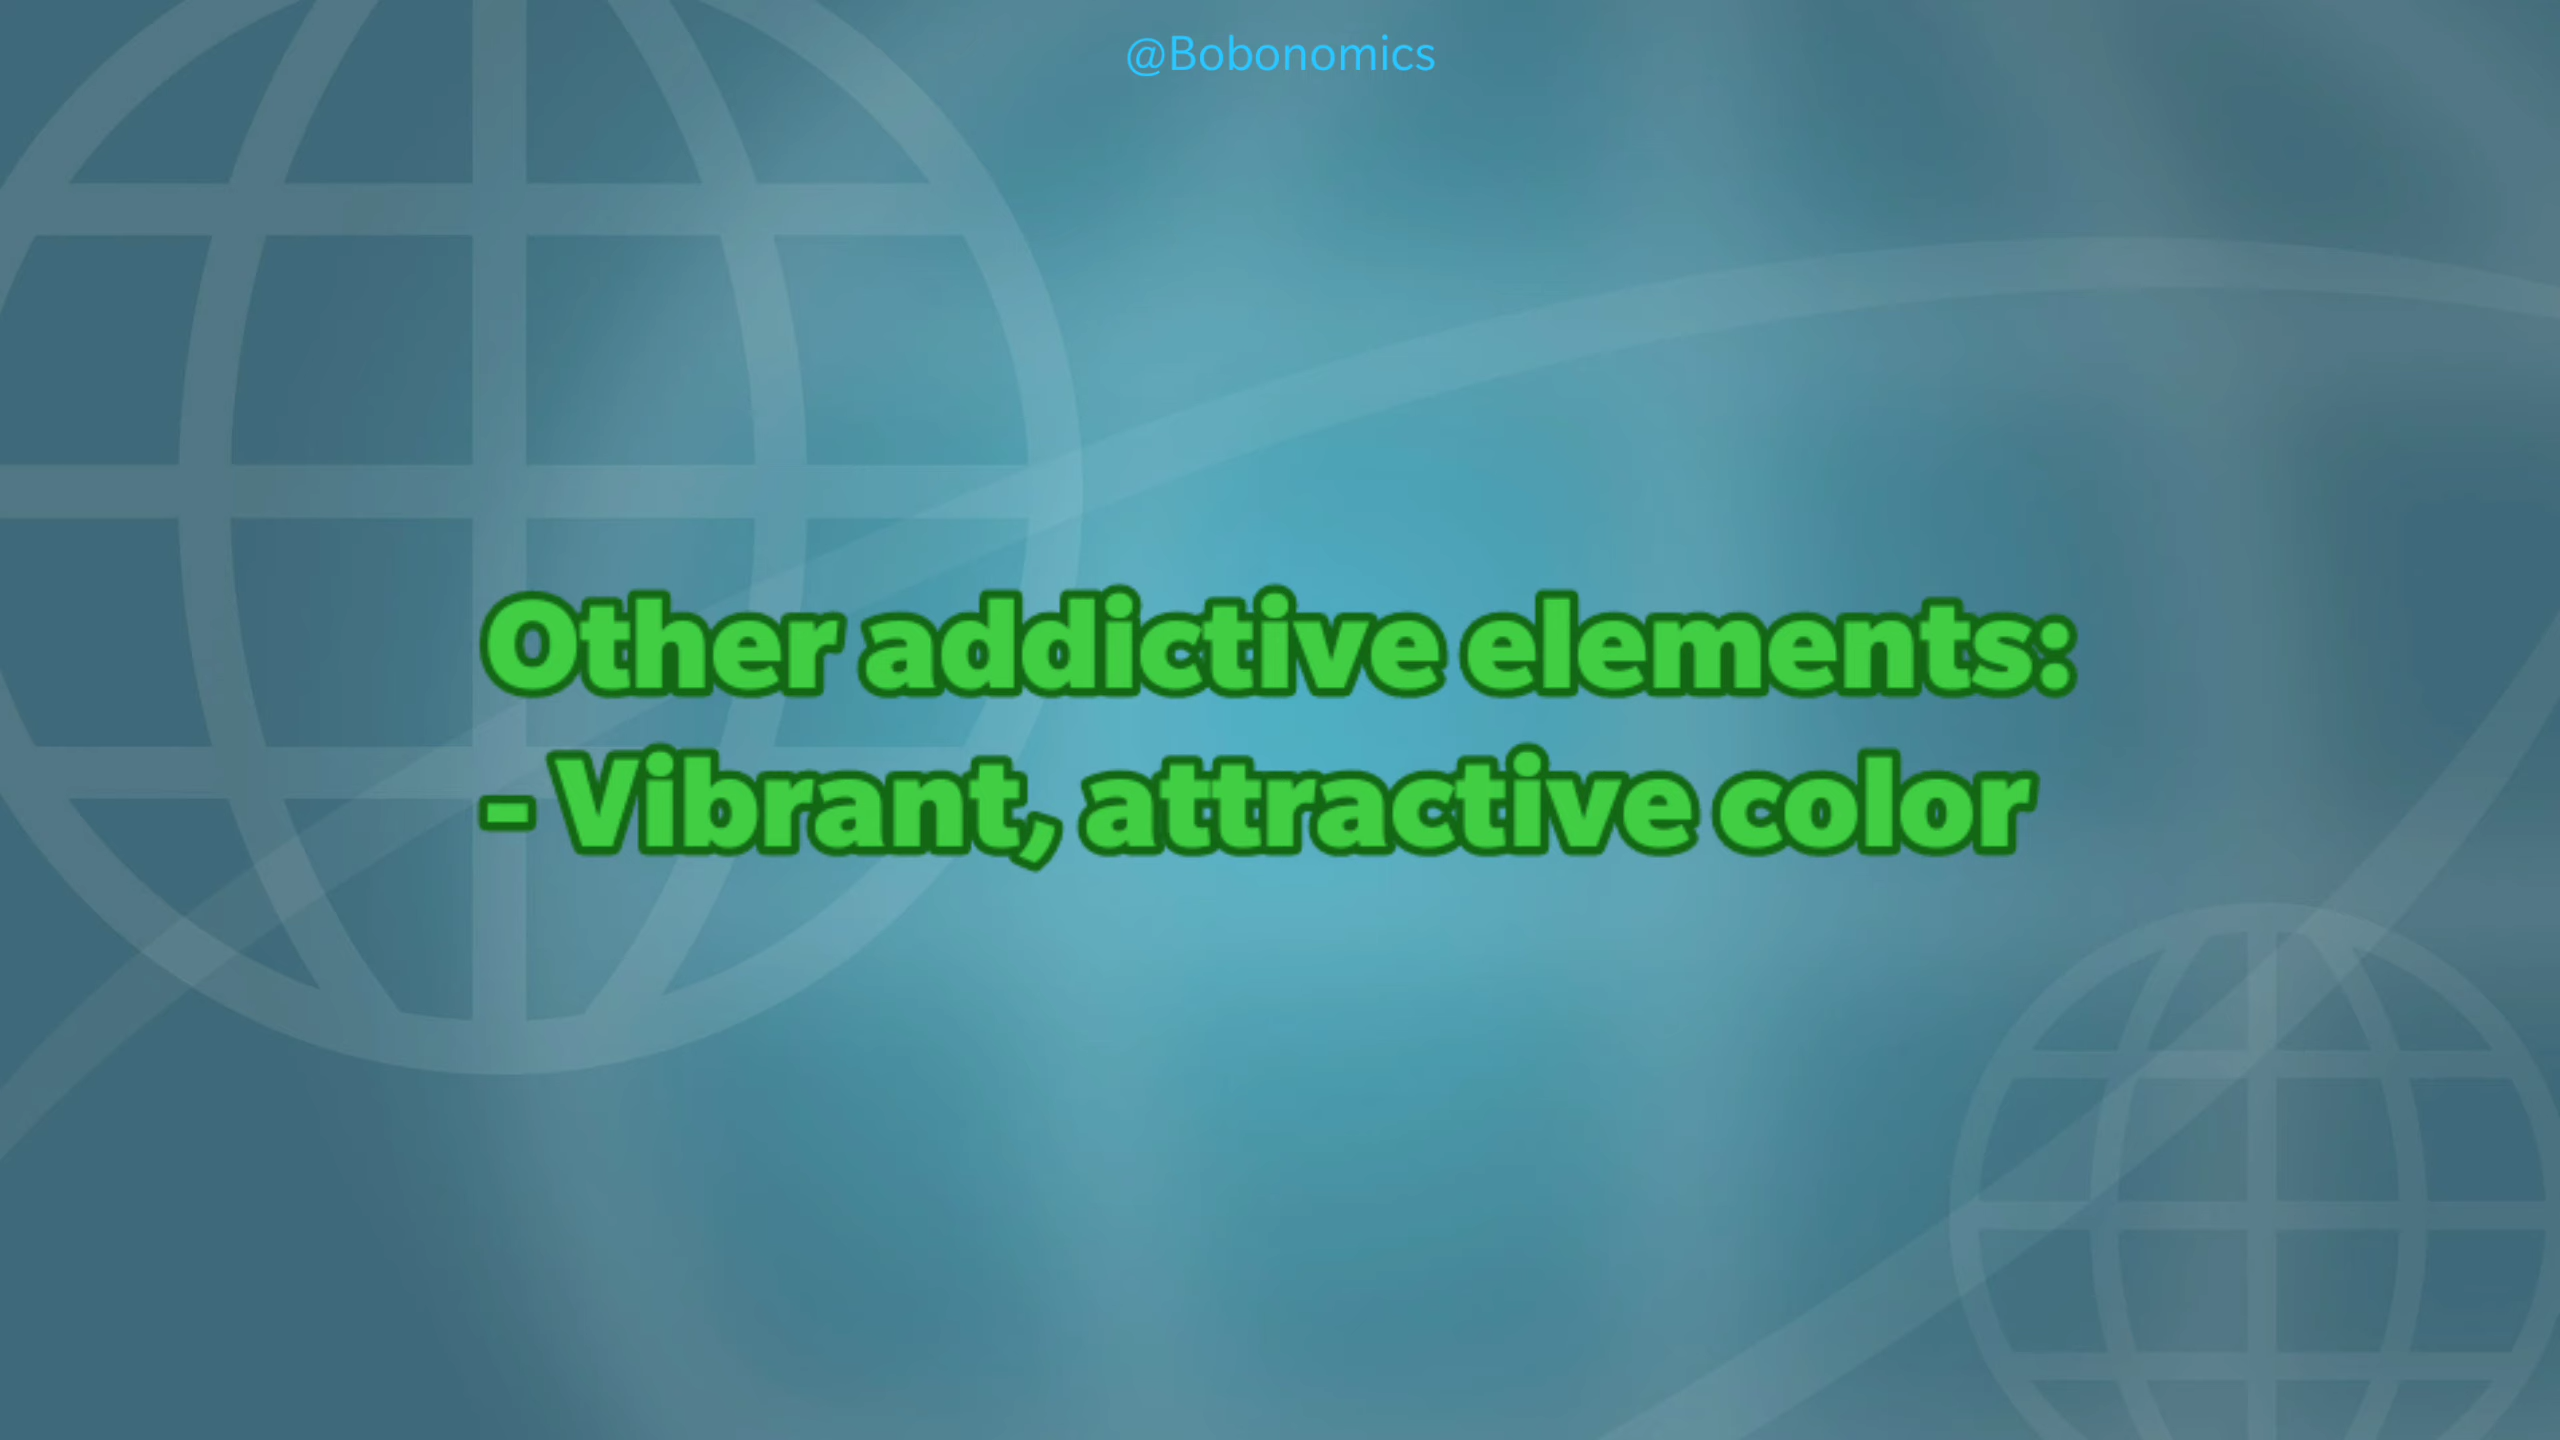 @Bobonomics
Other addictive elements:
- Vibrant, attractive color